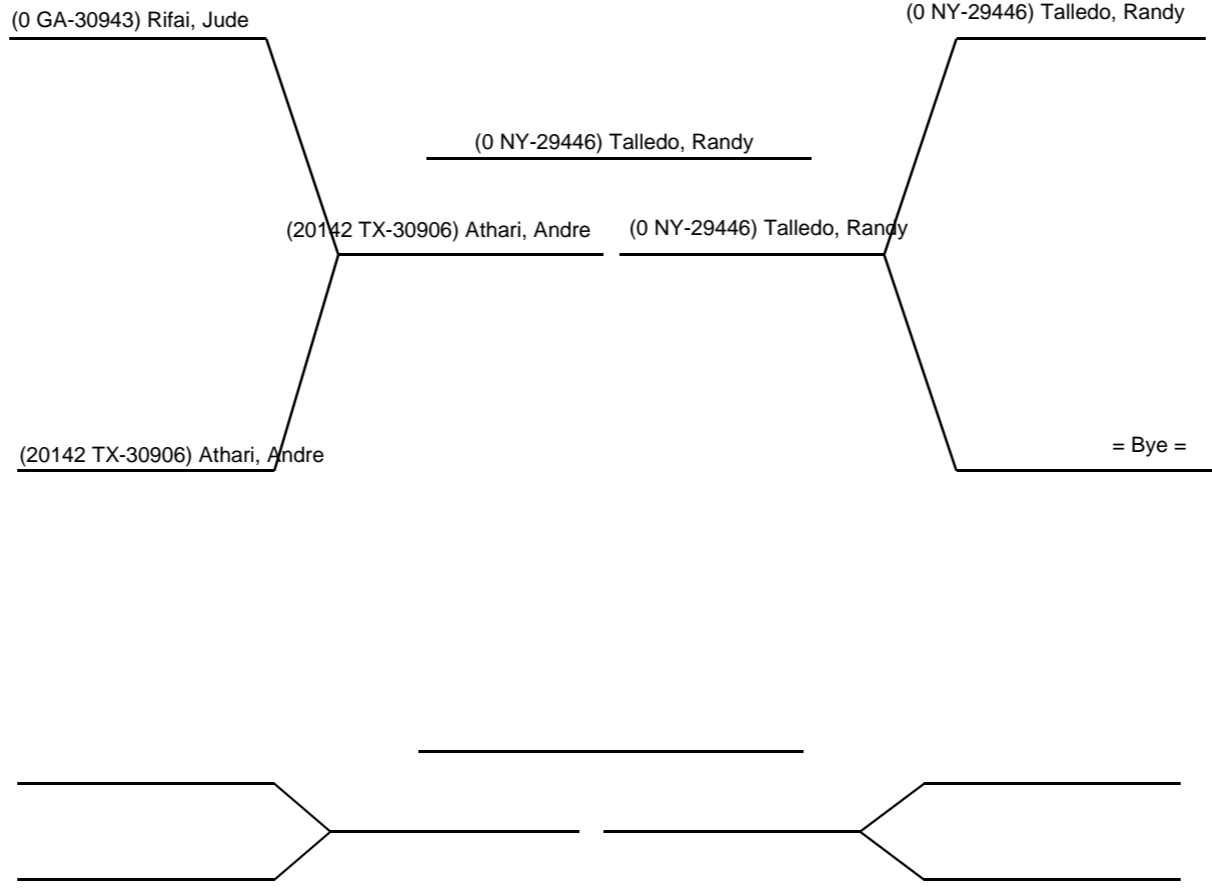 (0 GA-30943) Rifai, Jude
(0 NY-29446) Talledo, Randy
(0 NY-29446) Talledo, Randy
(20142 TX-30906) Athari, Andre
(0 NY-29446) Talledo, Randy
(20142 TX-30906) Athari, Andre
= Bye =